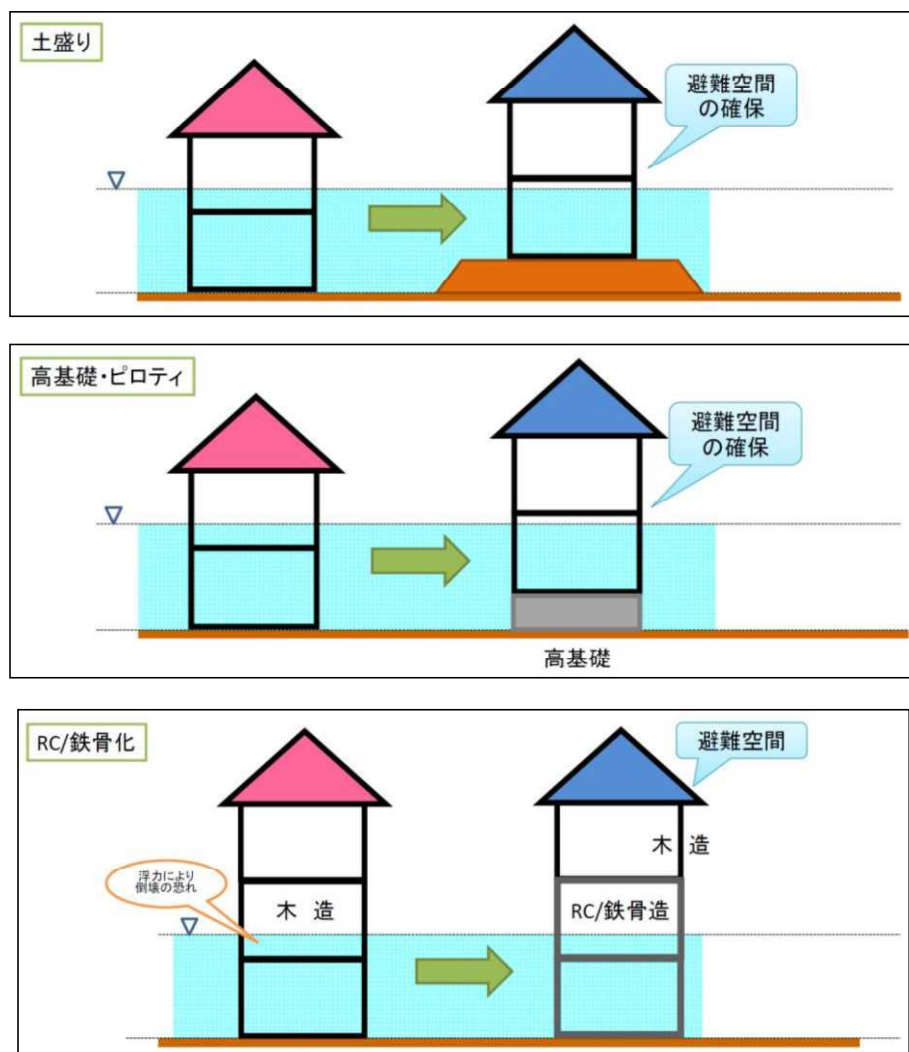 土盛り
避難空間
の確保
高基礎・ピロティ
避難空間
の確保
高基礎
RC/鉄骨化
避難空間
木 造
浮力により
倒壊の恐れ
木 造
RC/鉄骨造